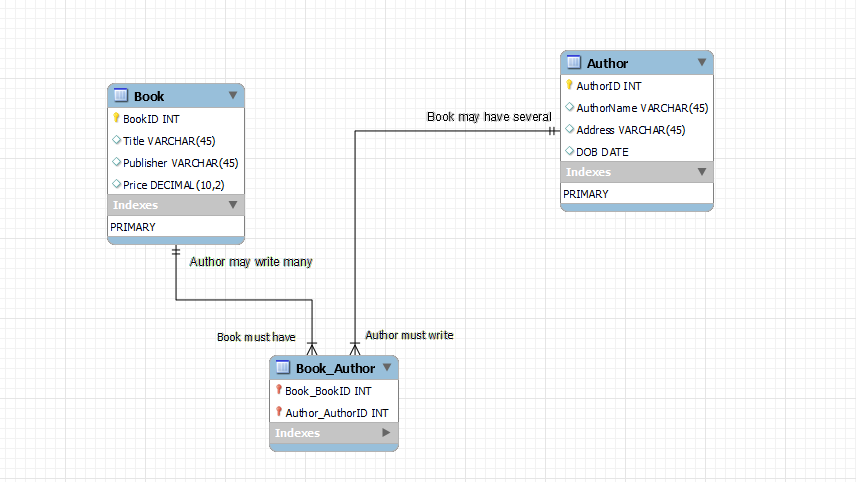 Book
BookID INT
Title VARCHAR(45)
Publisher VARCHAR(45)
Price DECIMAL(10,2)
Indexes
PRIMARY
Author
AuthorID INT
AuthorName VARCHAR(45)
Address VARCHAR(45)
DOB DATE
Indexes
PRIMARY
Book may have several
Author may write many
Book must have
Author must write
Book_Author
Book_BookID INT
Author_AuthorID INT
Indexes